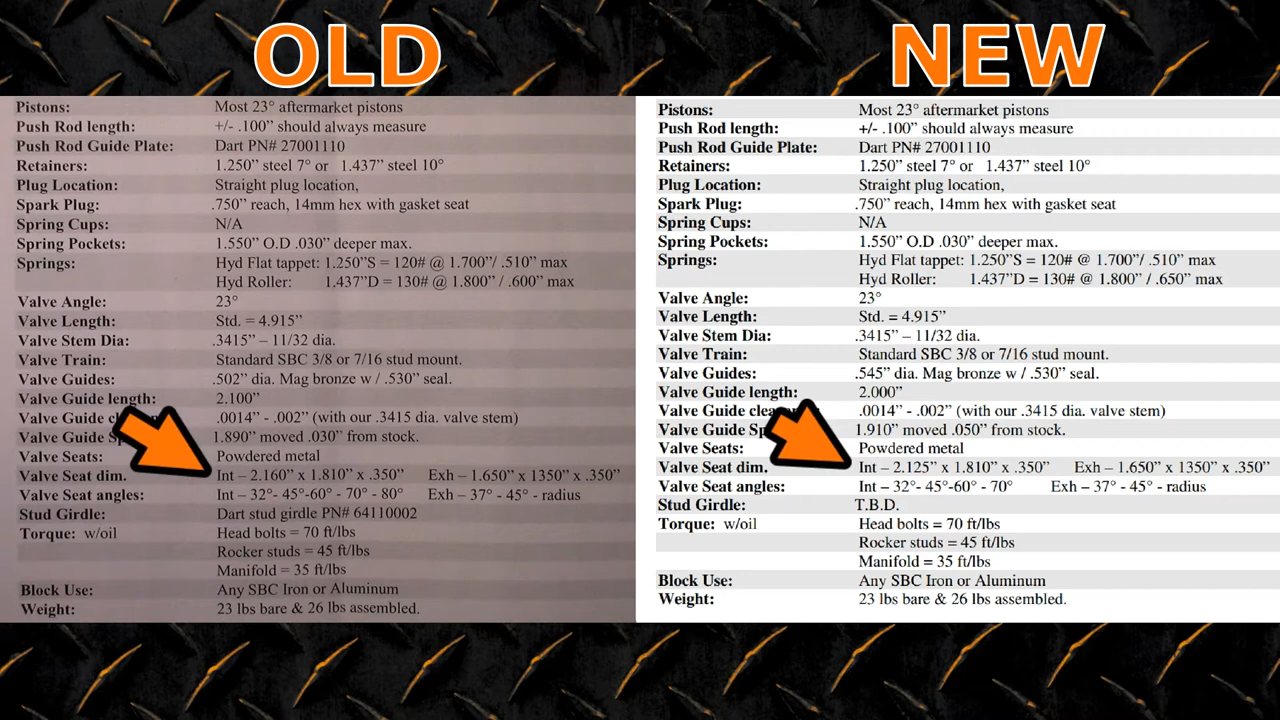 OLD
Pistons: Most 23° aftermarket pistons
Push Rod length: +/- .100” should always measure
Push Rod Guide Plate: Dart PN# 27001110
Retainers: 1.250” steel 7° or 1.437” steel 10°
Plug Location: Straight plug location,
Spark Plug: .750” reach, 14mm hex with gasket seat
Spring Cups: N/A
Spring Pockets: 1.550” O.D .030” deeper max.
Springs: Hyd Flat tappet: 1.250”S = 120# @ 1.700”/ .510” max
Hyd Roller: 1.437”D = 130# @ 1.800” / .600” max
Valve Angle: 23°
Valve Length: Std. = 4.915”
Valve Stem Dia: .3415” – 11/32 dia.
Valve Train: Standard SBC 3/8 or 7/16 stud mount.
Valve Guides: .502” dia. Mag bronze w / .530” seal.
Valve Guide length: 2.100”
Valve Guide .0014” - .002” (with our .3415 dia. valve stem)
Valve Guide 1.890” moved .030” from stock.
Valve Seats: Powdered metal
Valve Seat dim. Int – 2.160” x 1.810” x .350” Exh – 1.650” x 1350” x .350”
Valve Seat angles: Int – 32°- 45°-60° - 70° - 80° Exh – 37° - 45° - radius
Stud Girdle: Dart stud girdle PN# 64110002
Torque: w/oil Head bolts = 70 ft/lbs
Rocker studs = 45 ft/lbs
Manifold = 35 ft/lbs
Block Use: Any SBC Iron or Aluminum
Weight: 23 lbs bare & 26 lbs assembled.
NEW
Pistons: Most 23° aftermarket pistons
Push Rod length: +/- .100” should always measure
Push Rod Guide Plate: Dart PN# 27001110
Retainers: 1.250” steel 7° or 1.437” steel 10°
Plug Location: Straight plug location,
Spark Plug: .750” reach, 14mm hex with gasket seat
Spring Cups: N/A
Spring Pockets: 1.550” O.D .030” deeper max.
Springs: Hyd Flat tappet: 1.250”S = 120# @ 1.700”/ .510” max
Hyd Roller: 1.437”D = 130# @ 1.800” / .650” max
Valve Angle: 23°
Valve Length: Std. = 4.915”
Valve Stem Dia: .3415” – 11/32 dia.
Valve Train: Standard SBC 3/8 or 7/16 stud mount.
Valve Guides: .545” dia. Mag bronze w / .530” seal.
Valve Guide length: 2.000”
Valve Guide .0014” - .002” (with our .3415 dia. valve stem)
Valve Guide 1.910” moved .050” from stock.
Valve Seats: Powdered metal
Valve Seat dim. Int – 2.125” x 1.810” x .350” Exh – 1.650” x 1350” x .350”
Valve Seat angles: Int – 32°- 45°-60° - 70° Exh – 37° - 45° - radius
Stud Girdle: T.B.D.
Torque: w/oil Head bolts = 70 ft/lbs
Rocker studs = 45 ft/lbs
Manifold = 35 ft/lbs
Block Use: Any SBC Iron or Aluminum
Weight: 23 lbs bare & 26 lbs assembled.